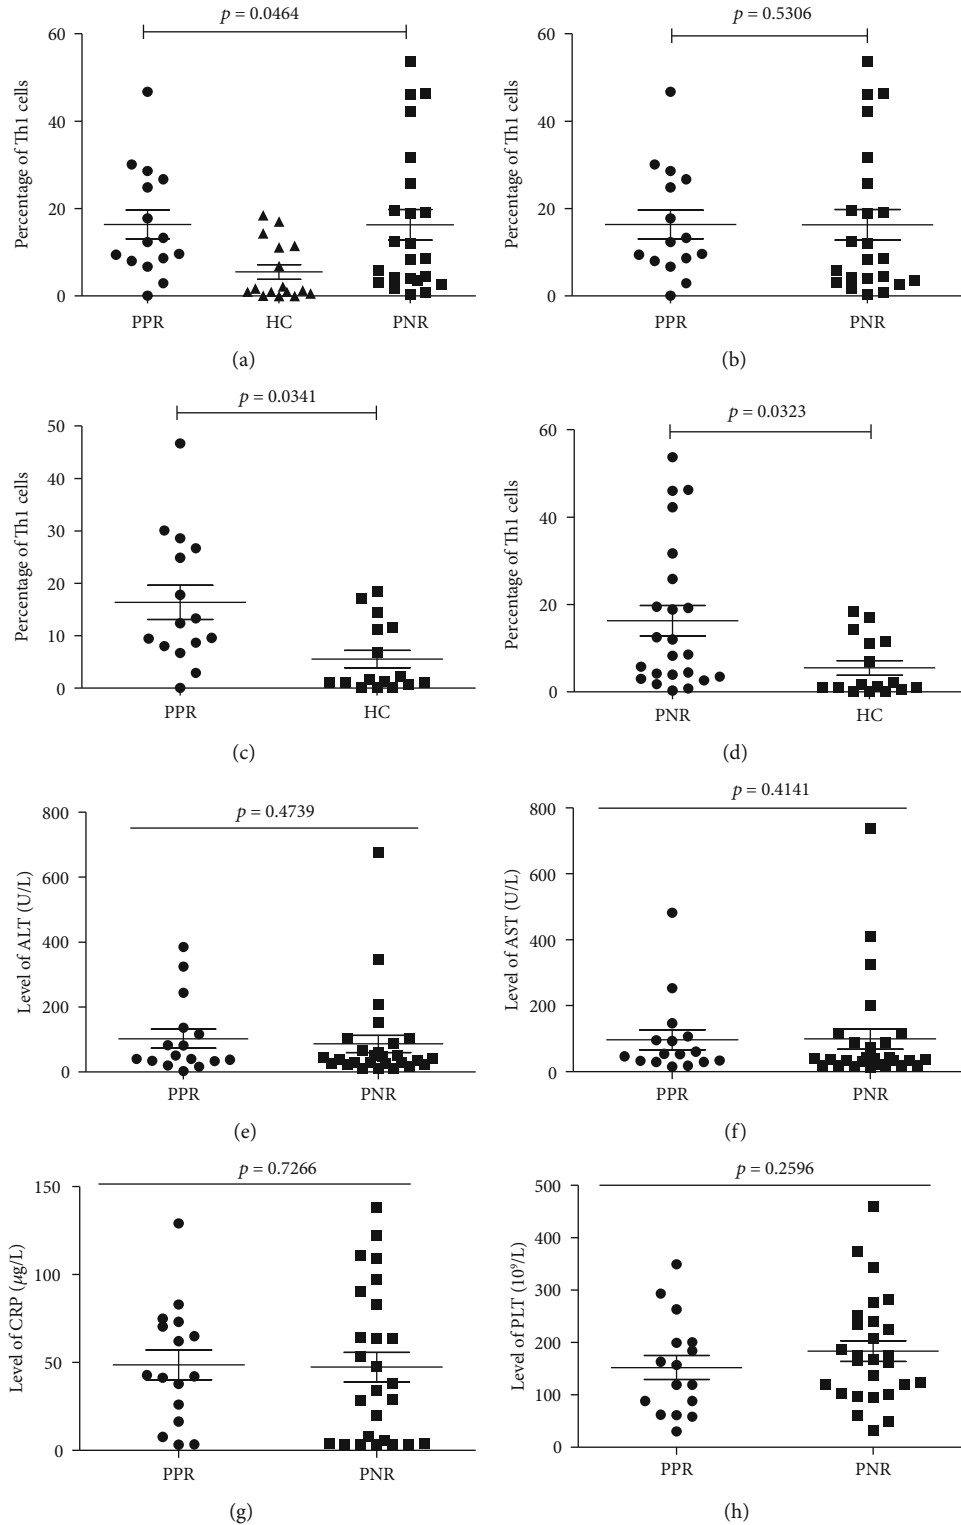 p = 0.0464
60
40
20
0
Percentage of Th1 cells
PPR
HC
PNR
(a)
p = 0.5306
60
40
20
0
Percentage of Th1 cells
PPR
PNR
(b)
p = 0.0341
50
40
30
20
10
0
Percentage of Th1 cells
PPR
HC
(c)
p = 0.0323
60
40
20
0
Percentage of Th1 cells
PNR
HC
(d)
p = 0.4739
800
600
400
200
0
Level of ALT (U/L)
PPR
PNR
(e)
p = 0.4141
800
600
400
200
0
Level of AST (U/L)
PPR
PNR
(f)
p = 0.7266
150
100
50
0
Level of CRP (μg/L)
PPR
PNR
(g)
p = 0.2596
500
400
300
200
100
0
Level of PLT (10⁹/L)
PPR
PNR
(h)